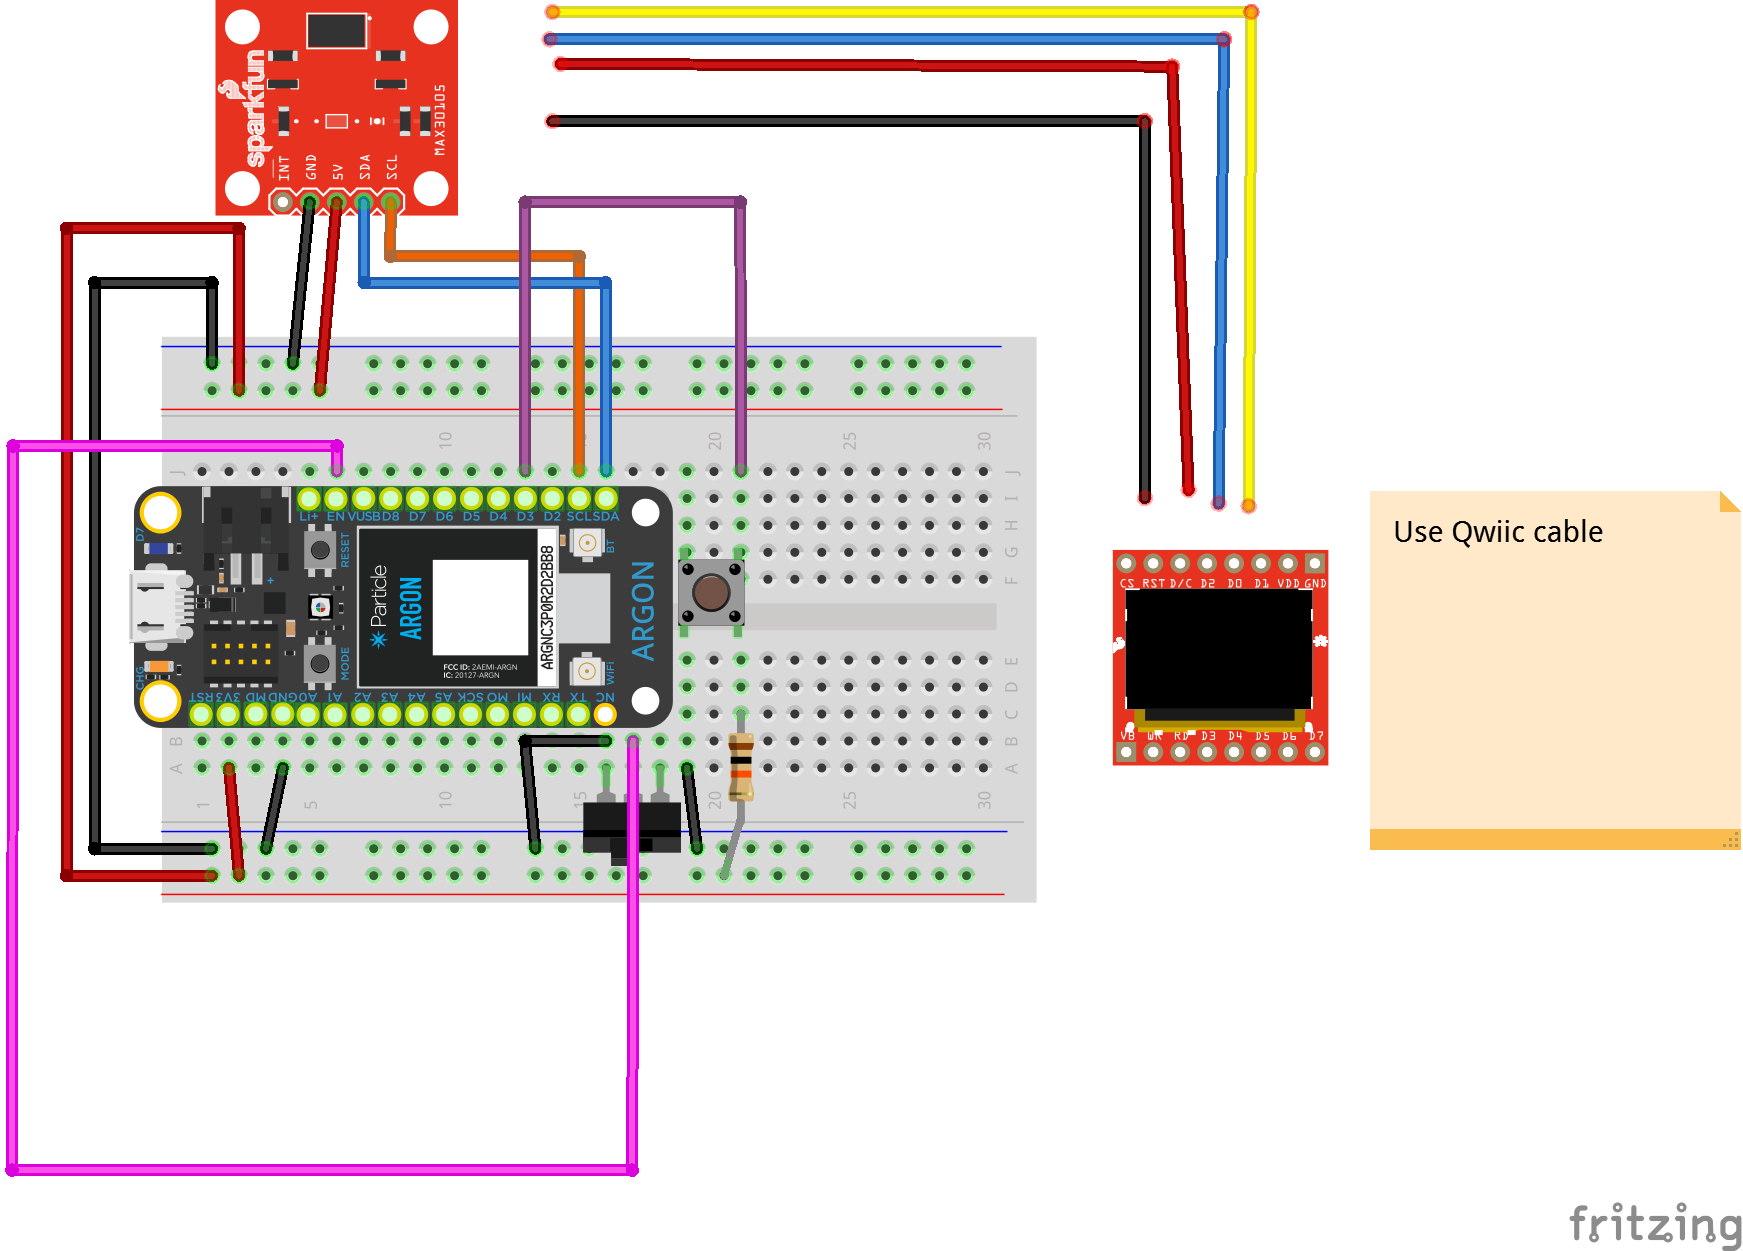 sparkfun
MAX30105
INT
GND
5V
SDA
SCL
10
15
20
25
30
J
J
I
H
G
F
Li+
EN
VUSB
D8
D7
D6
D5
D4
D3
D2
SCL
SDA
D7
RESET
BT
+
Particle
ARGON
ARGNC3P0R2D2BB8
ARGON
FCC ID: 2AEMI-ARGN
IC: 20127-ARGN
MODE
WiFi
CHG
RST
3V3
MD
GND
A0
A1
A2
A3
A4
A5
SCK
MO
MI
RX
TX
NC
E
D
C
B
B
A
A
1
5
10
15
20
25
30
CS
RST
D/C
D2
D0
D1
VDD
GND
VB
WR
RD
D3
D4
D5
D6
D7
Use Qwiic cable
fritzing